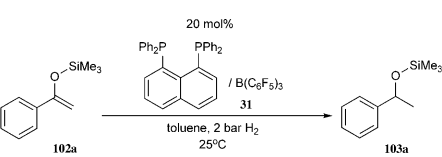 20 mol%
Ph₂P PPh₂
SiMe₃
O
/ B(C₆F₅)₃
31
102a
toluene, 2 bar H₂
25°C
SiMe₃
O
103a